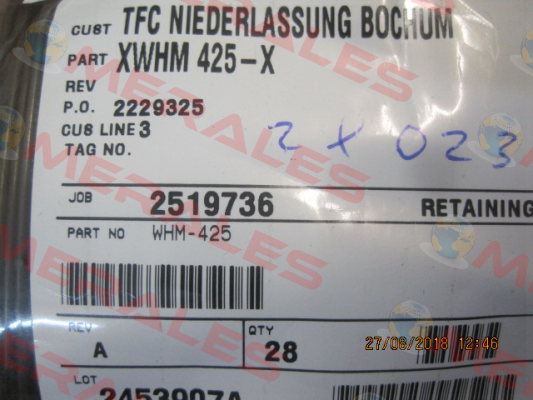 CUST TFC NIEDERLASSUNG BOCHUM
PART XWHM 425-X
REV
P.O. 2229325
CUS LINE 3
TAG NO.
2 x 023
JOB 2519736 RETAINING
PART NO WHM-425
REV A
QTY 28
27/08/2018 12:46
LOT 2453907A
MERALES